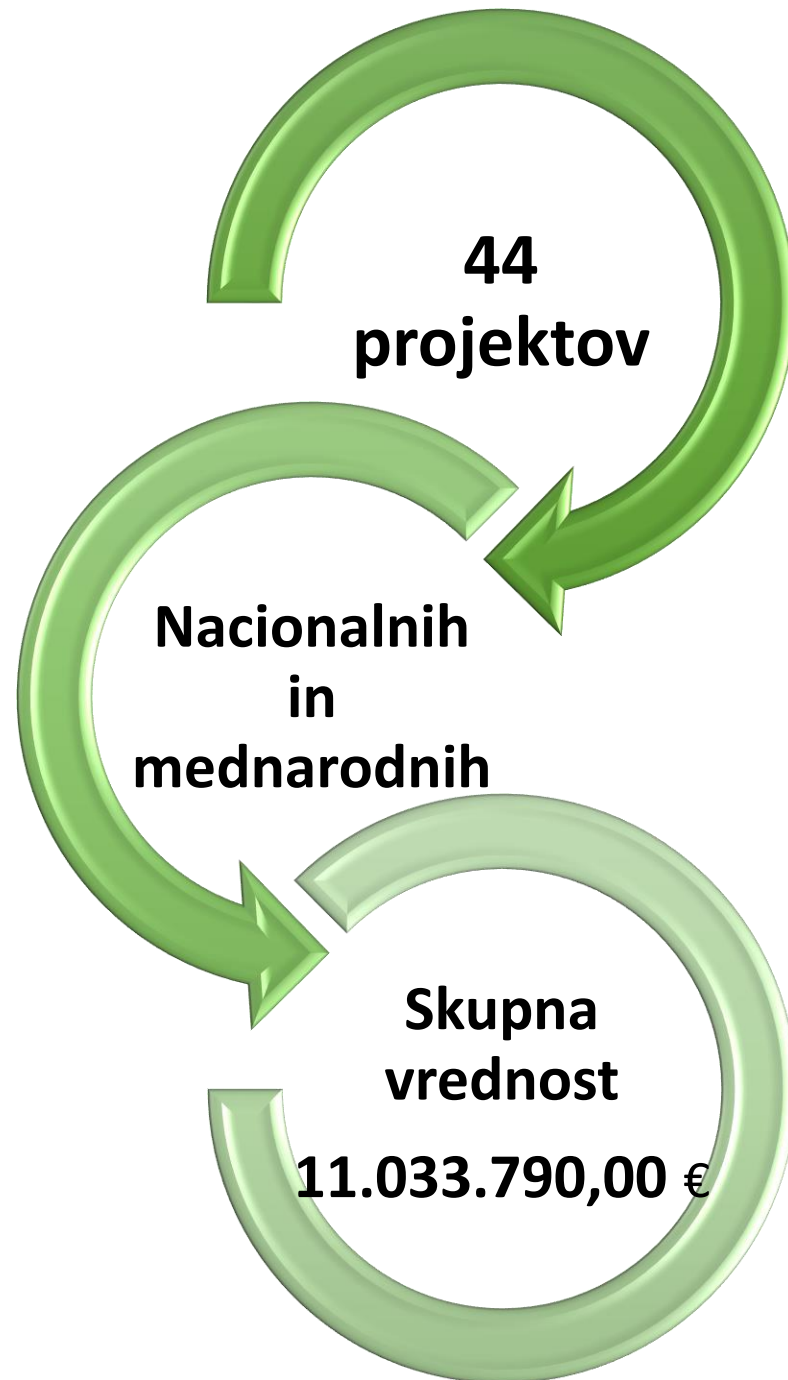 44
projektov
Nacionalnih
in
mednarodnih
Skupna
vrednost
11.033.790,00 €